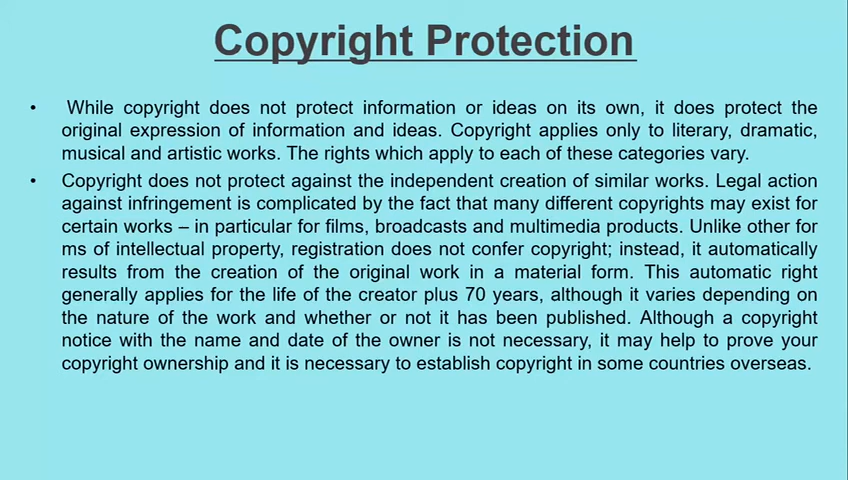 Copyright Protection
• While copyright does not protect information or ideas on its own, it does protect the
original expression of information and ideas. Copyright applies only to literary, dramatic,
musical and artistic works. The rights which apply to each of these categories vary.
• Copyright does not protect against the independent creation of similar works. Legal action
against infringement is complicated by the fact that many different copyrights may exist for
certain works – in particular for films, broadcasts and multimedia products. Unlike other for
ms of intellectual property, registration does not confer copyright; instead, it automatically
results from the creation of the original work in a material form. This automatic right
generally applies for the life of the creator plus 70 years, although it varies depending on
the nature of the work and whether or not it has been published. Although a copyright
notice with the name and date of the owner is not necessary, it may help to prove your
copyright ownership and it is necessary to establish copyright in some countries overseas.